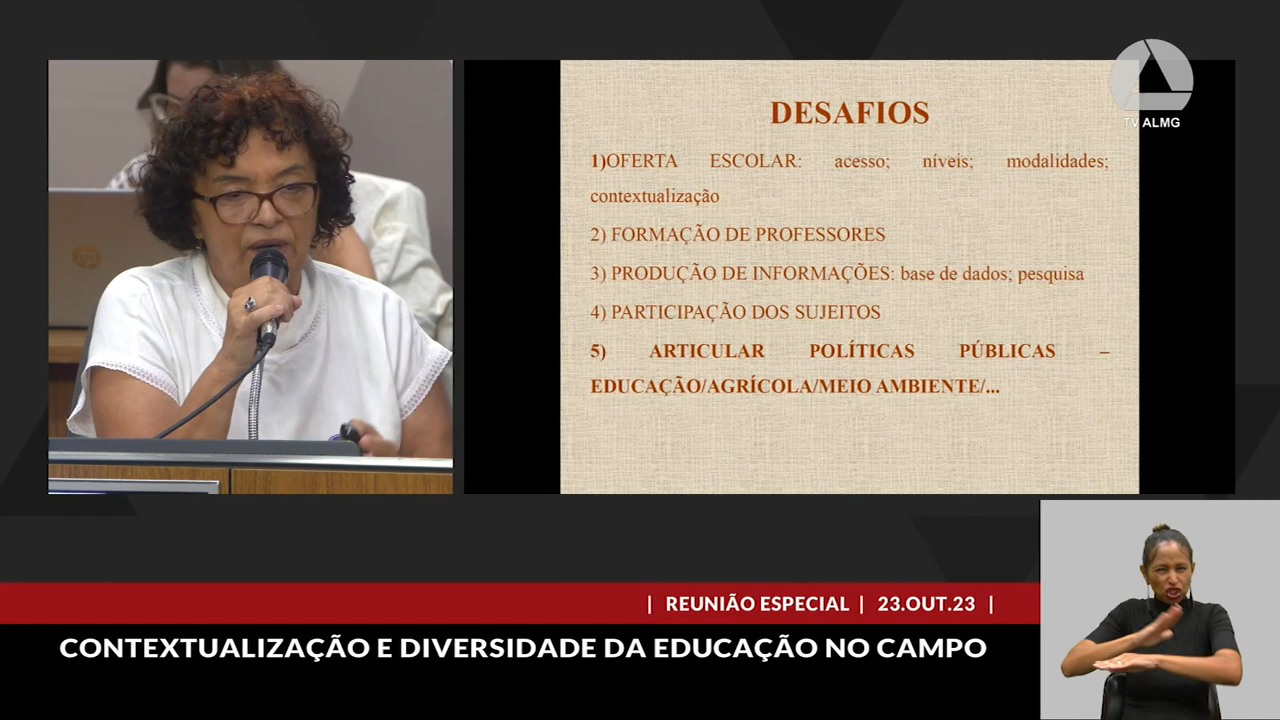 DESAFIOS
TV ALMG
1)OFERTA ESCOLAR: acesso; níveis; modalidades;
contextualização
2) FORMAÇÃO DE PROFESSORES
3) PRODUÇÃO DE INFORMAÇÕES: base de dados; pesquisa
4) PARTICIPAÇÃO DOS SUJEITOS
5) ARTICULAR POLÍTICAS PÚBLICAS –
EDUCAÇÃO/AGRÍCOLA/MEIO AMBIENTE/...
hp
| REUNIÃO ESPECIAL | 23.OUT.23 |
CONTEXTUALIZAÇÃO E DIVERSIDADE DA EDUCAÇÃO NO CAMPO